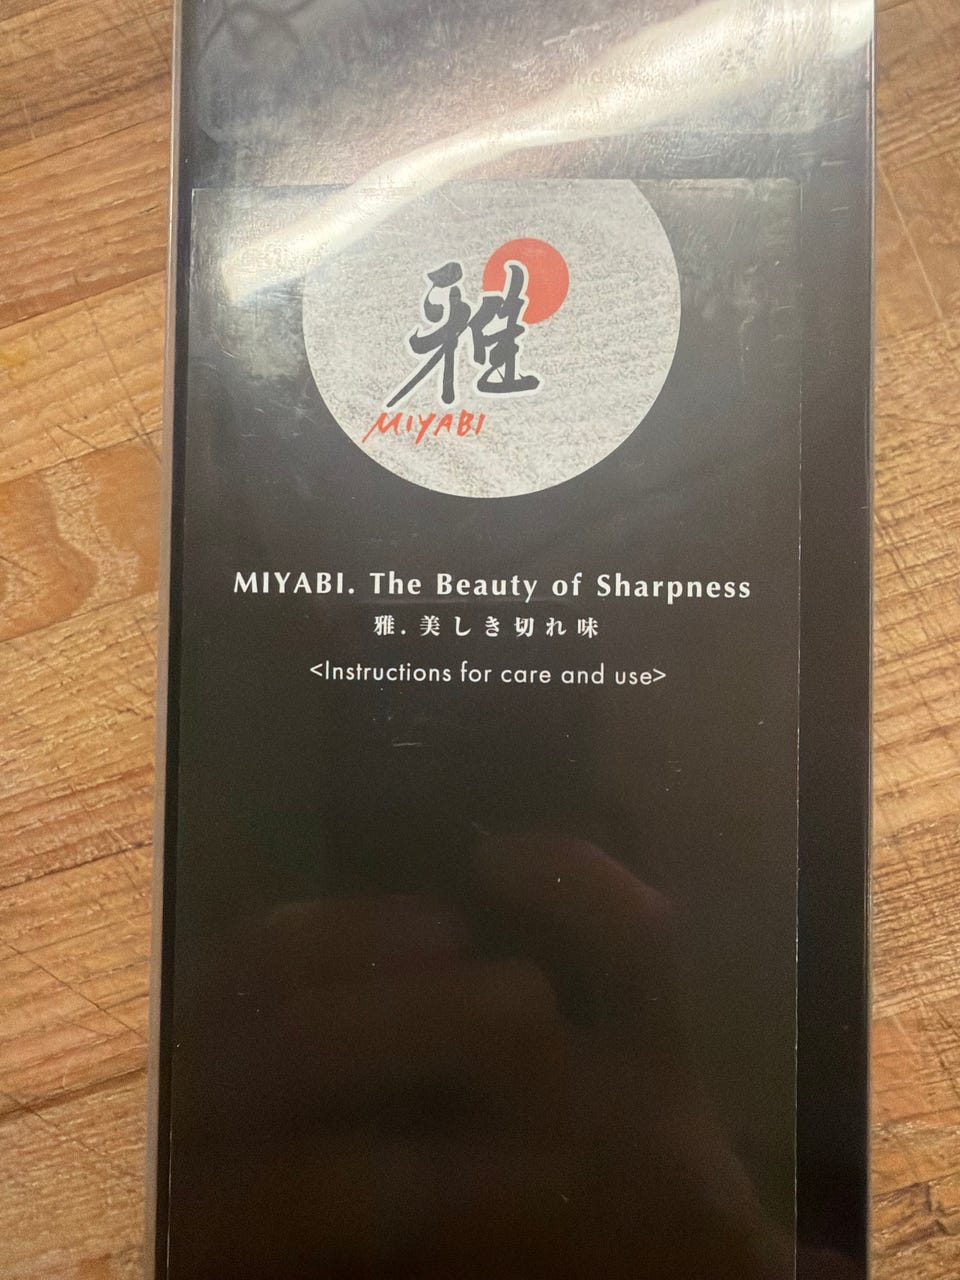 雅
MIYABI
MIYABI. The Beauty of Sharpness
雅. 美しき切れ味
<Instructions for care and use>